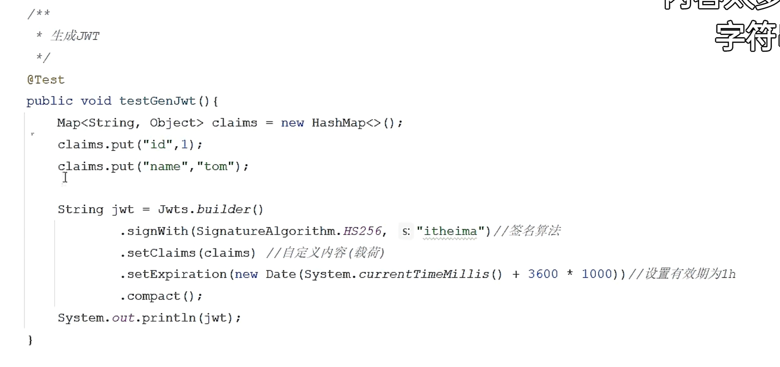 /**
 * 生成JWT
 */
@Test
public void testGenJwt(){
    Map<String, Object> claims = new HashMap<>();
    claims.put("id",1);
    claims.put("name","tom");
    String jwt = Jwts.builder()
            .signWith(SignatureAlgorithm.HS256, s: "itheima")//签名算法
            .setClaims(claims) //自定义内容(载荷)
            .setExpiration(new Date(System.currentTimeMillis() + 3600 * 1000))//设置有效期为1h
            .compact();
    System.out.println(jwt);
}
字符